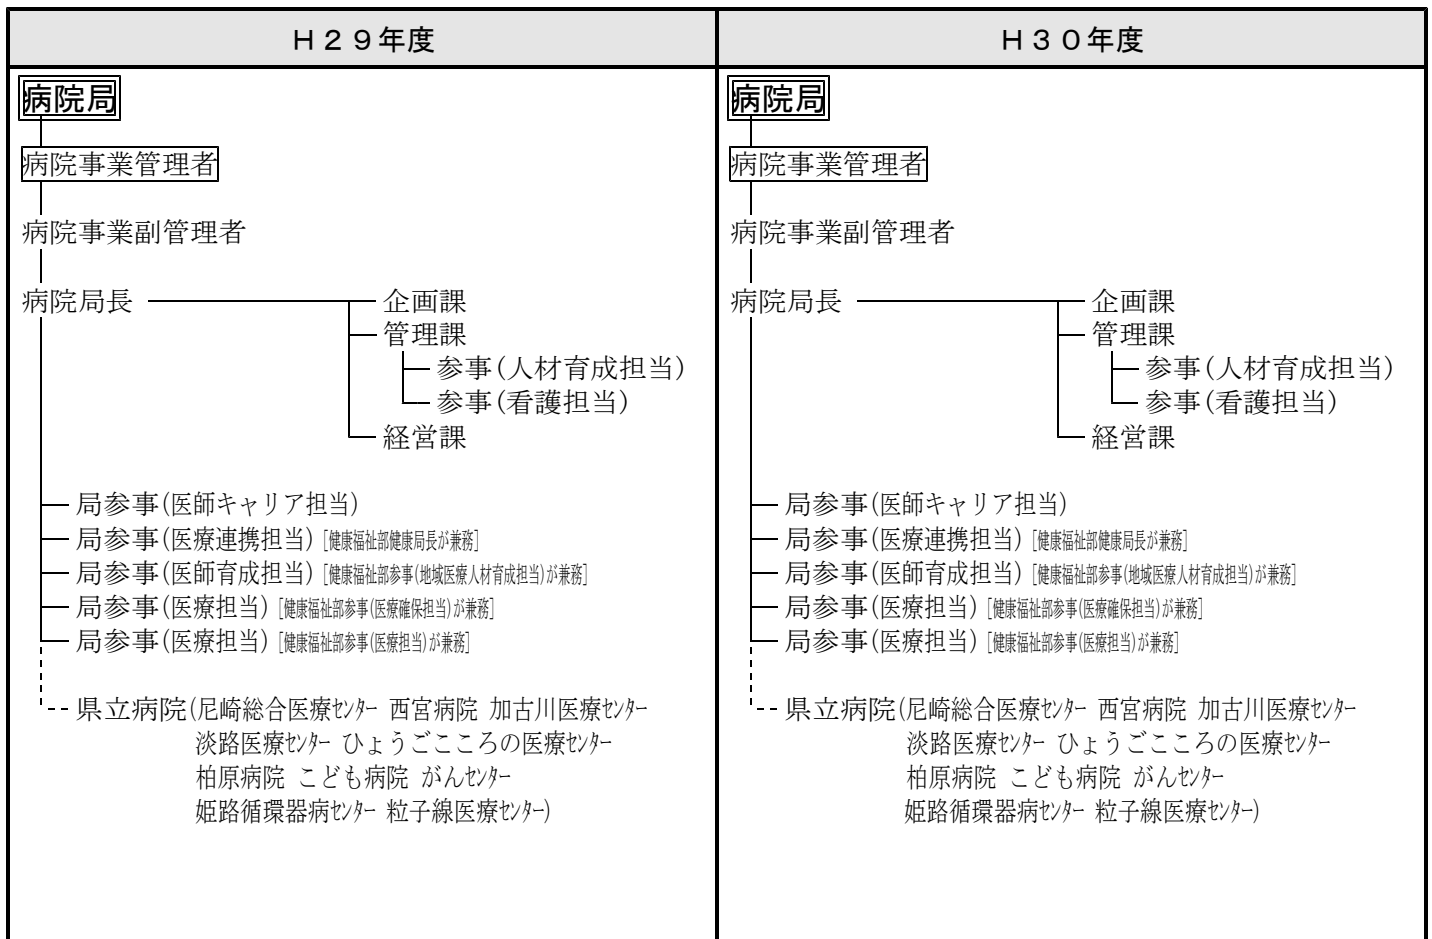 H29年度
病院局
病院事業管理者
病院事業副管理者
病院局長 企画課
管理課
参事(人材育成担当)
参事(看護担当)
経営課
局参事(医師キャリア担当)
局参事(医療連携担当) [健康福祉部健康局長が兼務]
局参事(医師育成担当) [健康福祉部参事(地域医療人材育成担当)が兼務]
局参事(医療担当) [健康福祉部参事(医療確保担当)が兼務]
局参事(医療担当) [健康福祉部参事(医療担当)が兼務]
県立病院(尼崎総合医療ｾﾝﾀｰ 西宮病院 加古川医療ｾﾝﾀｰ
淡路医療ｾﾝﾀｰ ひょうごこころの医療ｾﾝﾀｰ
柏原病院 こども病院 がんｾﾝﾀｰ
姫路循環器病ｾﾝﾀｰ 粒子線医療ｾﾝﾀｰ)
H30年度
病院局
病院事業管理者
病院事業副管理者
病院局長 企画課
管理課
参事(人材育成担当)
参事(看護担当)
経営課
局参事(医師キャリア担当)
局参事(医療連携担当) [健康福祉部健康局長が兼務]
局参事(医師育成担当) [健康福祉部参事(地域医療人材育成担当)が兼務]
局参事(医療担当) [健康福祉部参事(医療確保担当)が兼務]
局参事(医療担当) [健康福祉部参事(医療担当)が兼務]
県立病院(尼崎総合医療ｾﾝﾀｰ 西宮病院 加古川医療ｾﾝﾀｰ
淡路医療ｾﾝﾀｰ ひょうごこころの医療ｾﾝﾀｰ
柏原病院 こども病院 がんｾﾝﾀｰ
姫路循環器病ｾﾝﾀｰ 粒子線医療ｾﾝﾀｰ)